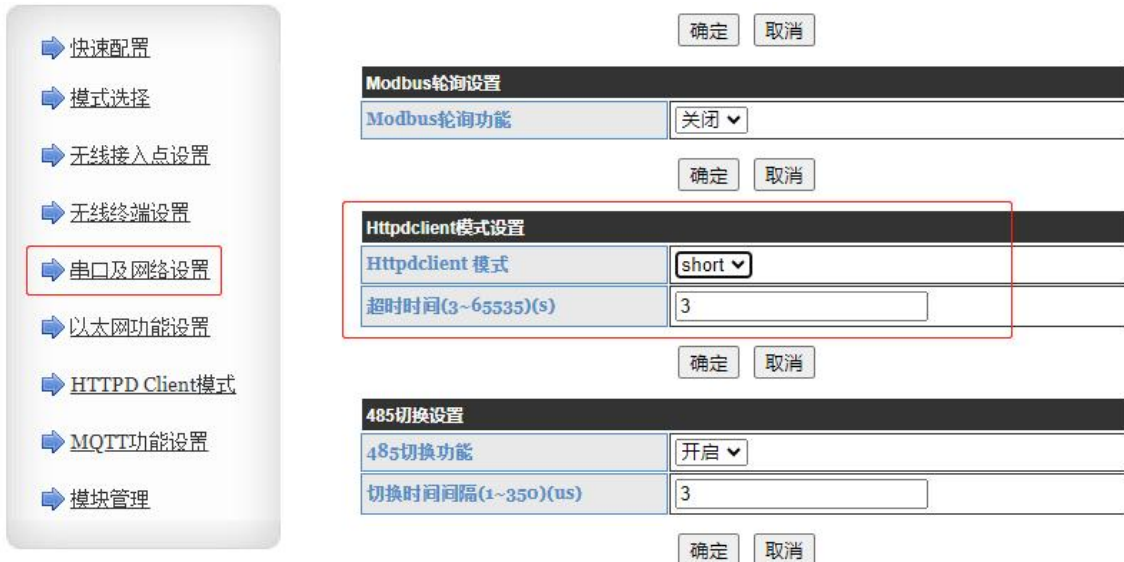 快速配置
模式选择
无线接入点设置
无线终端设置
串口及网络设置
以太网功能设置
HTTPD Client模式
MQTT功能设置
模块管理
确定 取消
Modbus轮询设置
Modbus轮询功能 关闭
确定 取消
Httpdclient模式设置
Httpdclient 模式 short
超时时间(3~65535)(s) 3
确定 取消
485切换设置
485切换功能 开启
切换时间间隔(1~350)(us) 3
确定 取消